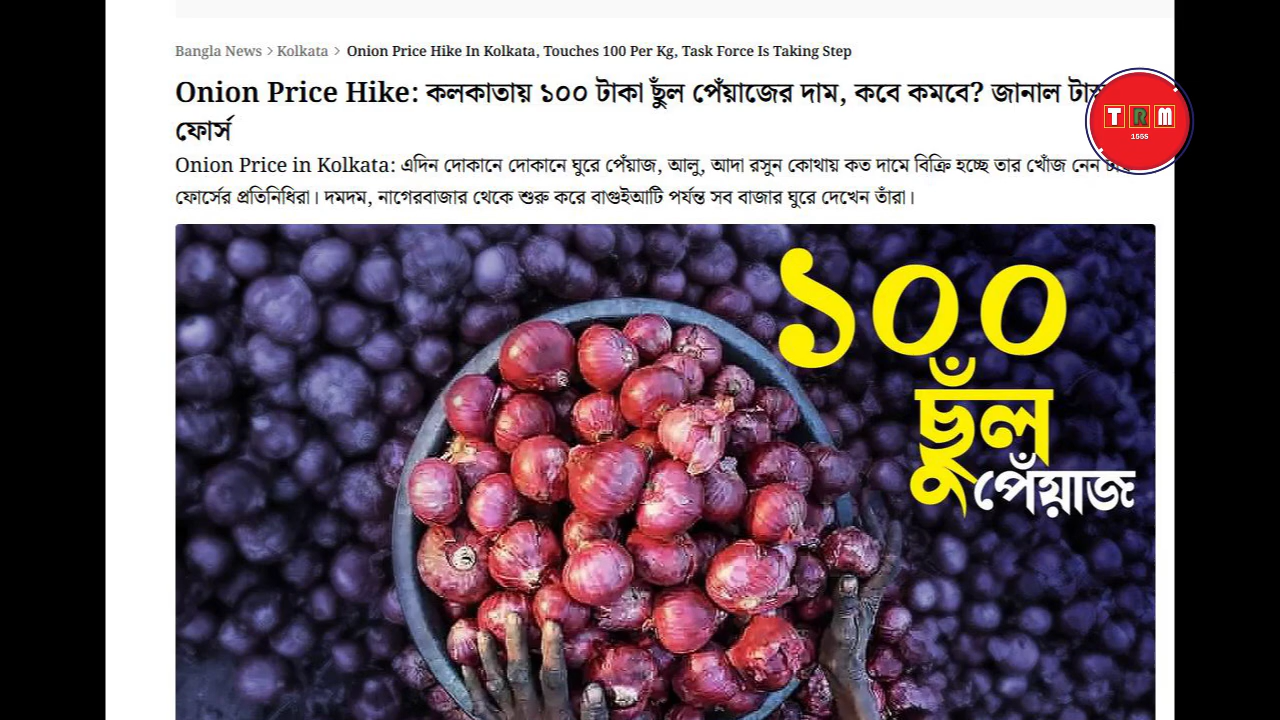 Bangla News > Kolkata > Onion Price Hike In Kolkata, Touches 100 Per Kg, Task Force Is Taking Step
Onion Price Hike: কলকাতায় ১০০ টাকা ছুঁল পেঁয়াজের দাম, কবে কমবে? জানাল
ফোর্স
Onion Price in Kolkata: এদিন দোকানে দোকানে ঘুরে পেঁয়াজ, আলু, আদা রসুন কোথায় কত দামে বিক্রি হচ্ছে তার খোঁজ নেন
ফোর্সের প্রতিনিধিরা। দমদম, নাগেরবাজার থেকে শুরু করে বাগুইআটি পর্যন্ত সব বাজার ঘুরে দেখেন তাঁরা।
TRM
1565
১০০
ছুঁল
পেঁয়াজ